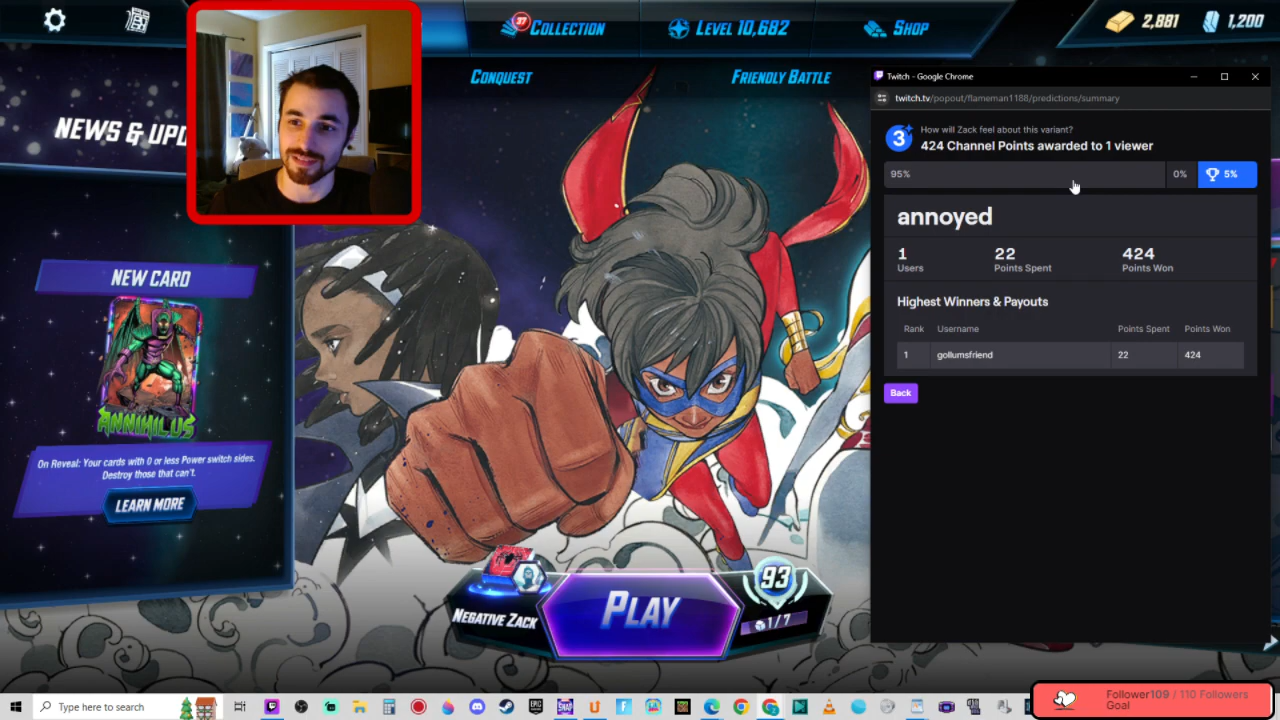 37
COLLECTION
LEVEL 10,682
SHOP
2,881
1,200
CONQUEST
FRIENDLY BATTLE
NEWS & UP
NEW CARD
ANNIHILUS
On Reveal: Your cards with 0 or less Power switch sides.
Destroy those that can't.
LEARN MORE
Twitch - Google Chrome
twitch.tv/popout/flameman1188/predictions/summary
3
How will Zack feel about this variant?
424 Channel Points awarded to 1 viewer
95%
0%
5%
annoyed
1
22
424
Users
Points Spent
Points Won
Highest Winners & Payouts
Rank
Username
Points Spent
Points Won
1
gollumsfriend
22
424
Back
NEGATIVE ZACK
PLAY
93
1/7
Type here to search
EPIC
SNAP
Follower109 / 110 Followers
Goal